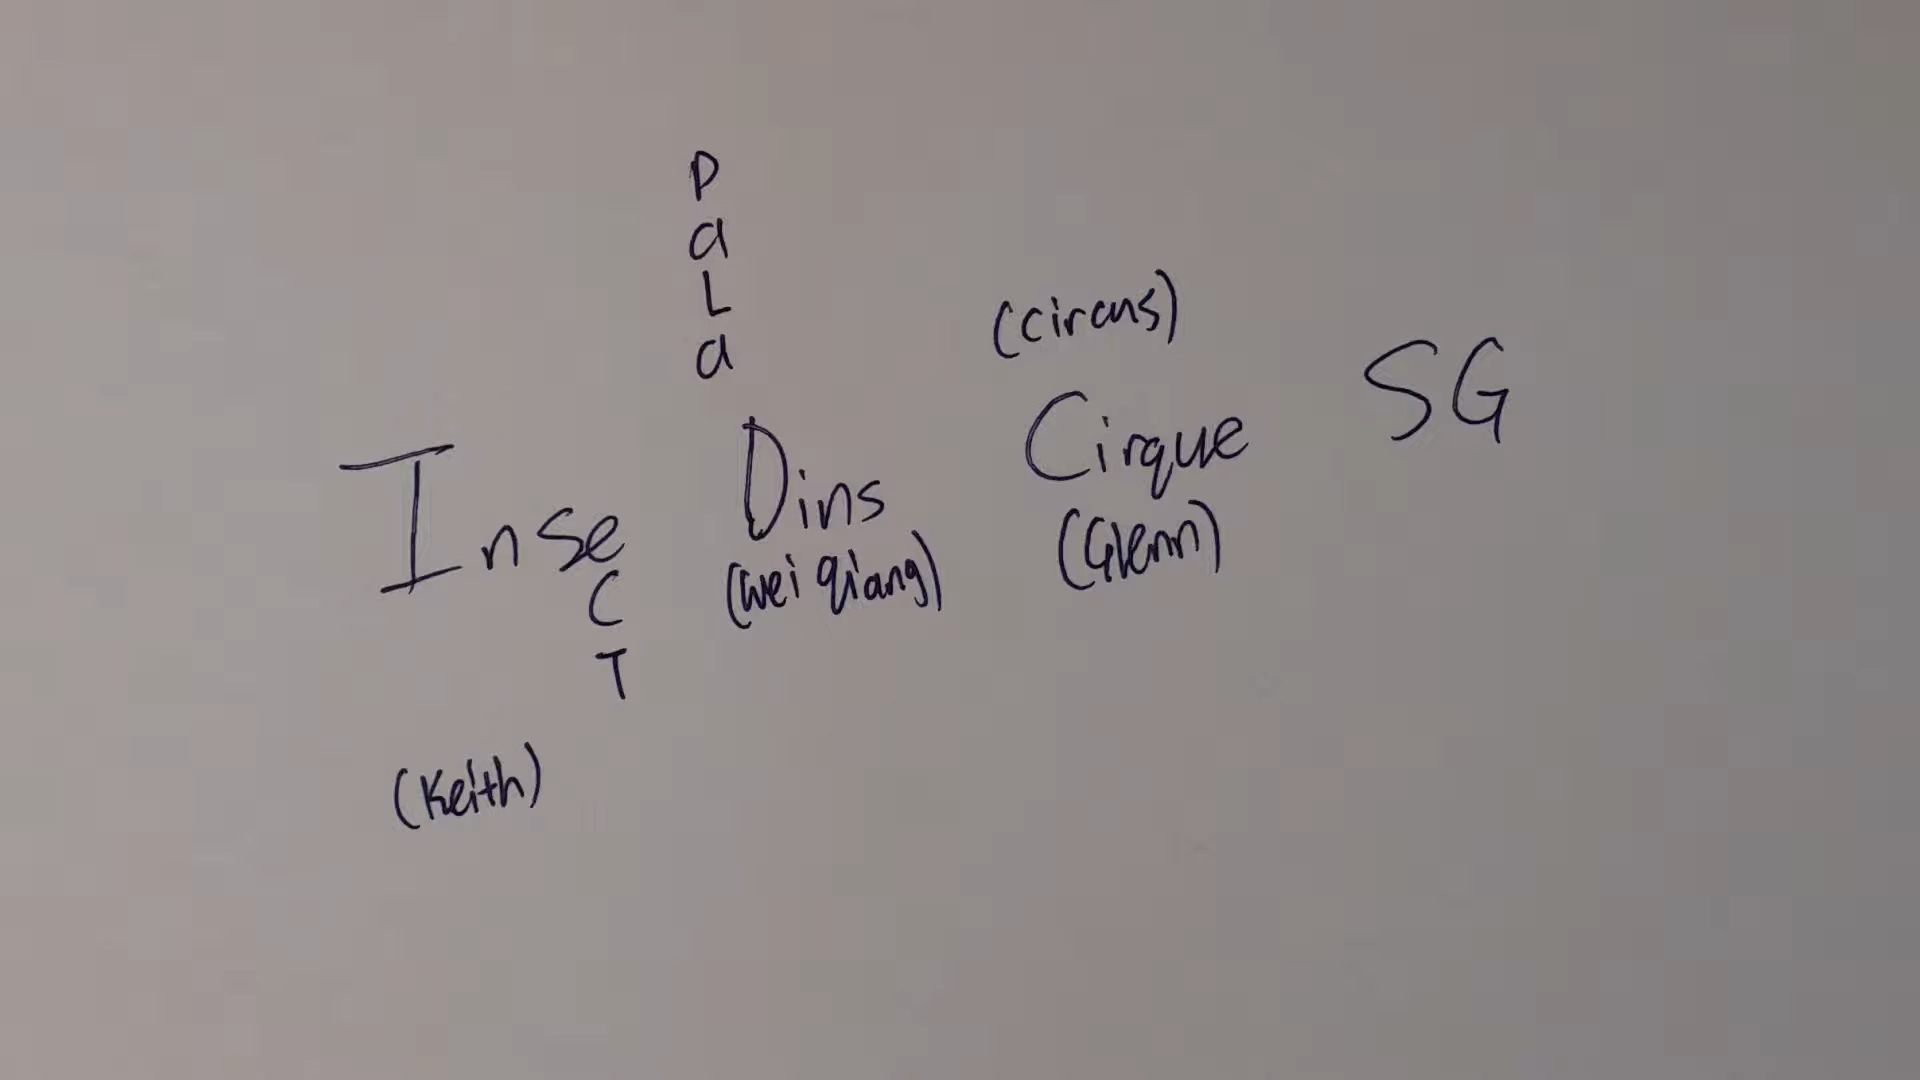 P
a
L
a
(circus)
Inse Dins Cirque SG
C
T
(Wei Qiang) (Glenn)
(Keith)